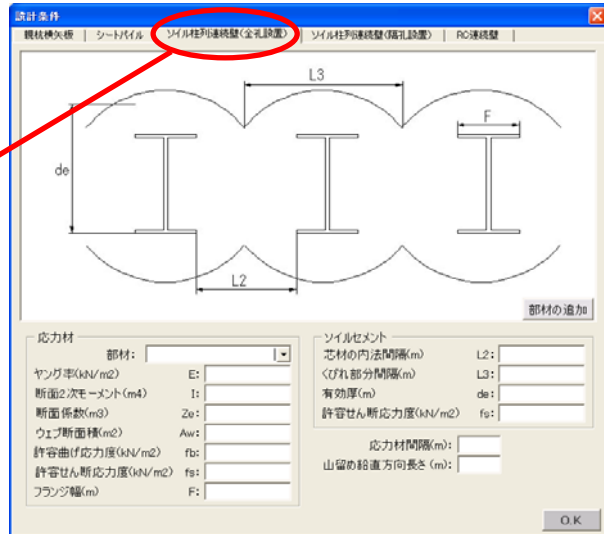 設計条件
親杭横矢板 | シートパイル ソイル柱列連続壁(全孔設置) ソイル柱列連続壁(隔孔設置) | RC連続壁 |
L3
F
de
L2
部材の追加
応力材
部材:
ヤング率(kN/m2) E:
断面2次モーメント(m4) I:
断面係数(m3) Ze:
ウェブ断面積(m2) Aw:
許容曲げ応力度(kN/m2) fb:
許容せん断応力度(kN/m2) fs:
フランジ幅(m) F:
ソイルセメント
芯材の内法間隔(m) L2:
くびれ部分間隔(m) L3:
有効厚(m) de:
許容せん断応力度(kN/m2) fs:
応力材間隔(m):
山留め鉛直方向長さ(m):
O.K